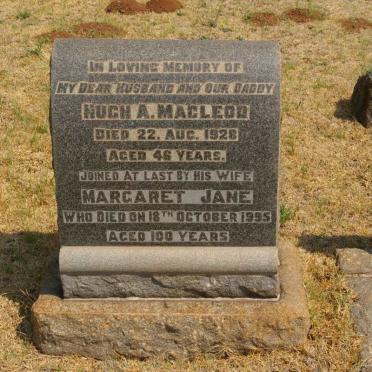 IN LOVING MEMORY OF
MY DEAR HUSBAND AND OUR DADDY
HUGH A. MACLEOD
DIED 22. AUG. 1928
AGED 46 YEARS.
JOINED AT LAST BY HIS WIFE
MARGARET JANE
WHO DIED ON 18TH OCTOBER 1995
AGED 100 YEARS